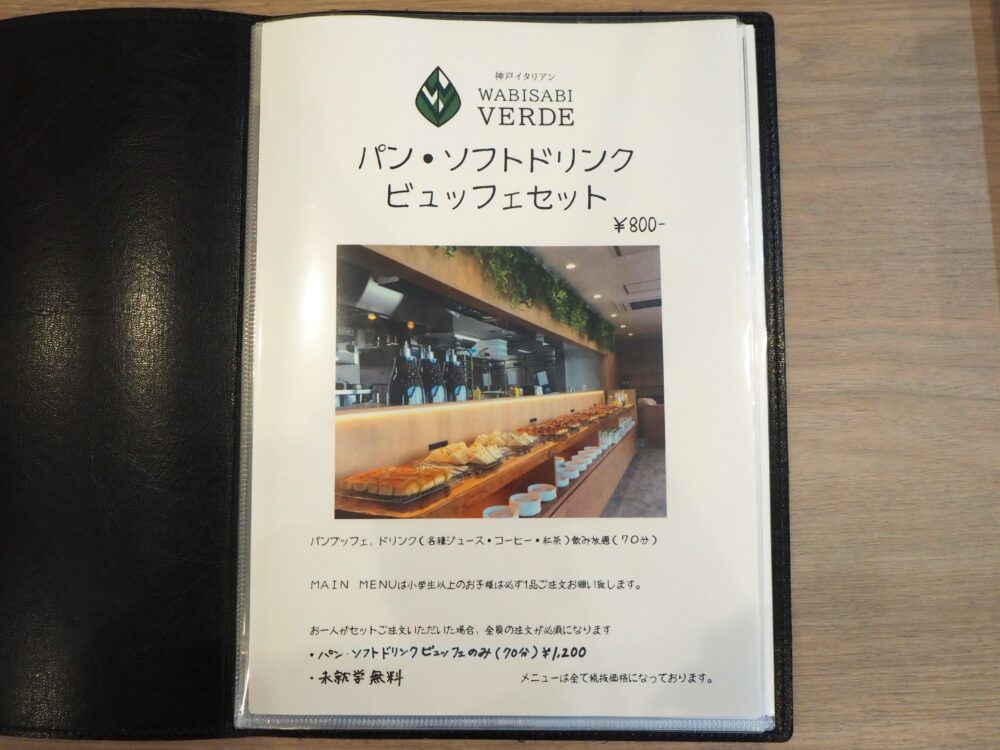 神戸イタリアン
WABISABI
VERDE
パン・ソフトドリンク
ビュッフェセット
¥800-
パンブッフェ、ドリンク(各種ジュース・コーヒー・紅茶)飲み放題(70分)
MAIN MENUは小学生以上のお子様は必ず1品ご注文お願い致します。
お一人がセットご注文いただいた場合、全員の注文が必須になります
・パン・ソフトドリンクビュッフェのみ(70分)¥1,200
・未就学無料
メニューは全て税抜価格になっております。